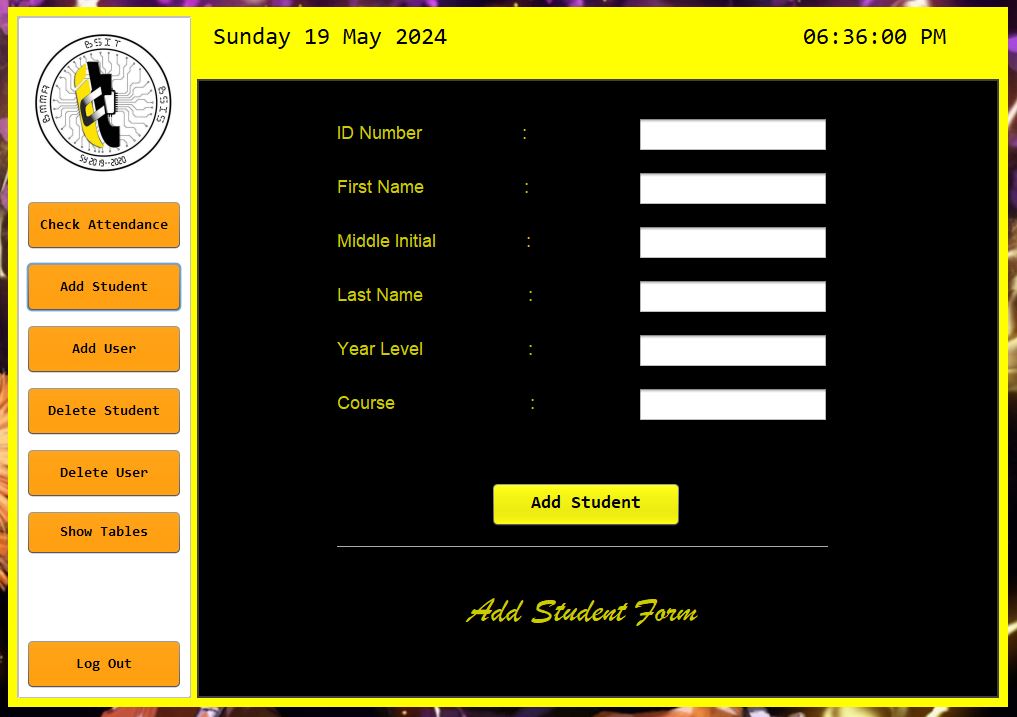 Sunday 19 May 2024
06:36:00 PM
BSIT
BMMA
BSIS
SY 2019--2020
Check Attendance
Add Student
Add User
Delete Student
Delete User
Show Tables
Log Out
ID Number :
First Name :
Middle Initial :
Last Name :
Year Level :
Course :
Add Student
Add Student Form